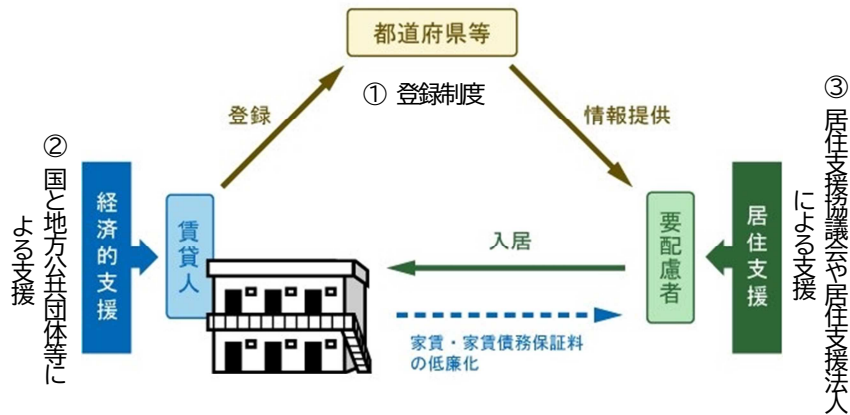 都道府県等
① 登録制度
登録
情報提供
② 国と地方公共団体等に
よる支援
経済的支援
賃貸人
入居
家賃・家賃債務保証料
の低廉化
要配慮者
居住支援
③ 居住支援協議会や居住支援法人
による支援